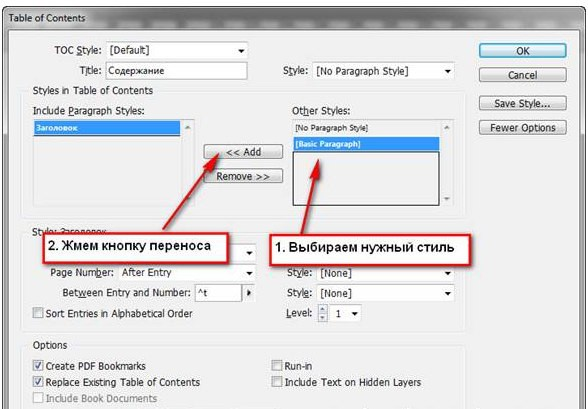 Table of Contents
TOC Style: [Default]
OK
Title: Содержание
Style: [No Paragraph Style]
Cancel
Styles in Table of Contents
Save Style...
Include Paragraph Styles:
Other Styles:
Заголовок
[No Paragraph Style]
Fewer Options
[Basic Paragraph]
<< Add
Remove >>
Style: Заголовок
2. Жмем кнопку переноса
1. Выбираем нужный стиль
Page Number: After Entry
Style: [None]
Between Entry and Number: ^t
Style: [None]
Sort Entries in Alphabetical Order
Level: 1
Options
Create PDF Bookmarks
Run-in
Replace Existing Table of Contents
Include Text on Hidden Layers
Include Book Documents